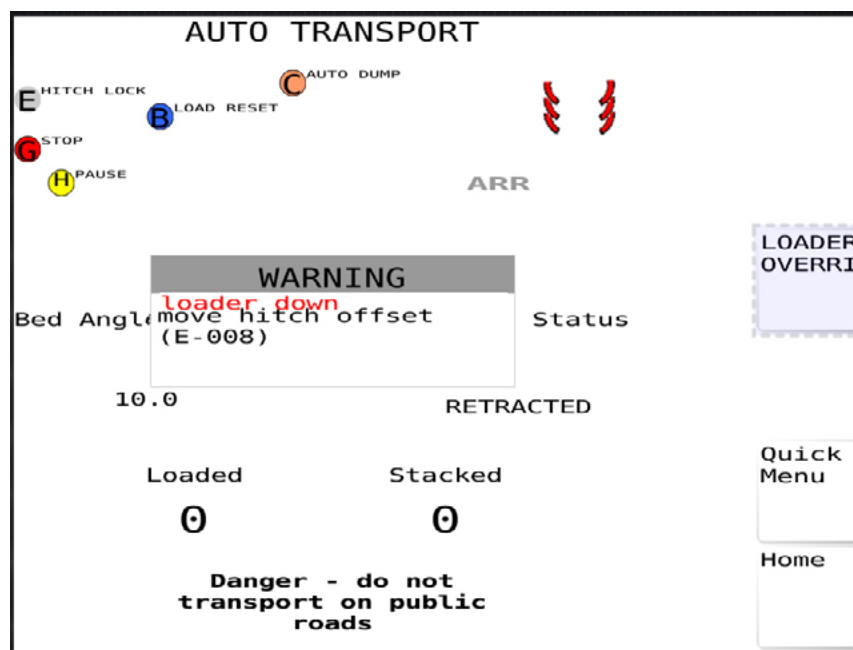 AUTO TRANSPORT
C AUTO DUMP
E HITCH LOCK
B LOAD RESET
G STOP
H PAUSE
ARR
LOADER
OVERRI
WARNING
loader down
Bed Angle
move hitch offset
Status
(E-008)
10.0
RETRACTED
Quick
Menu
Loaded Stacked
0 0
Home
Danger - do not
transport on public
roads